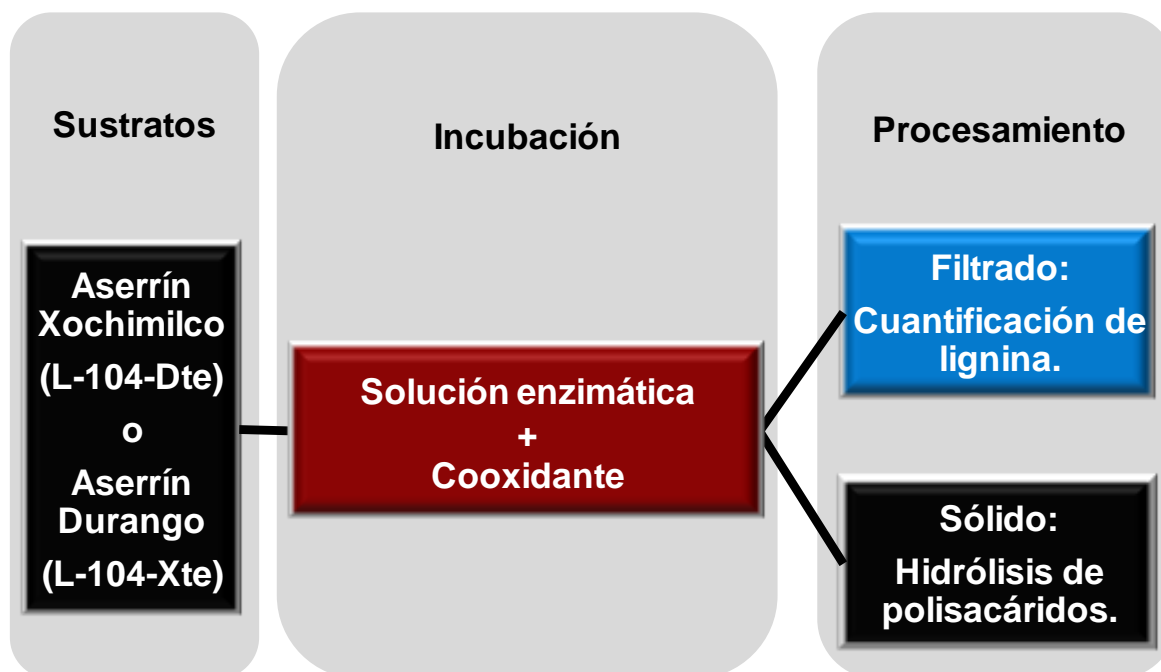 Sustratos
Aserrín
Xochimilco
(L-104-Dte)
o
Aserrín
Durango
(L-104-Xte)
Incubación
Solución enzimática
+
Cooxidante
Procesamiento
Filtrado:
Cuantificación de
lignina.
Sólido:
Hidrólisis de
polisacáridos.